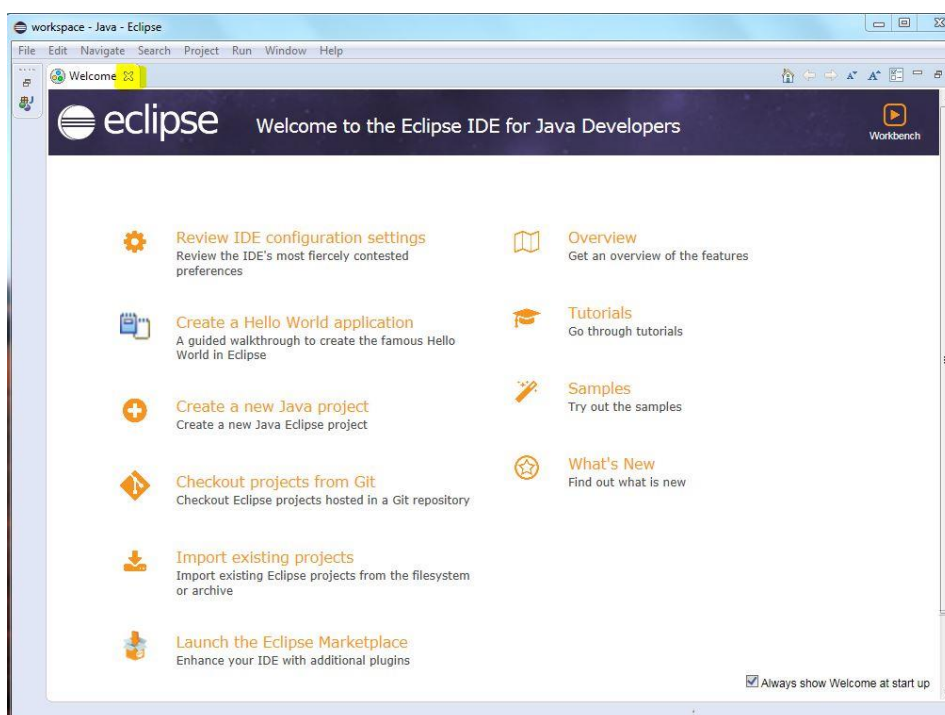 workspace - Java - Eclipse
File Edit Navigate Search Project Run Window Help
Welcome
eclipse Welcome to the Eclipse IDE for Java Developers
Workbench
Review IDE configuration settings
Review the IDE's most fiercely contested
preferences
Create a Hello World application
A guided walkthrough to create the famous Hello
World in Eclipse
Create a new Java project
Create a new Java Eclipse project
Checkout projects from Git
Checkout Eclipse projects hosted in a Git repository
Import existing projects
Import existing Eclipse projects from the filesystem
or archive
Launch the Eclipse Marketplace
Enhance your IDE with additional plugins
Overview
Get an overview of the features
Tutorials
Go through tutorials
Samples
Try out the samples
What's New
Find out what is new
Always show Welcome at start up